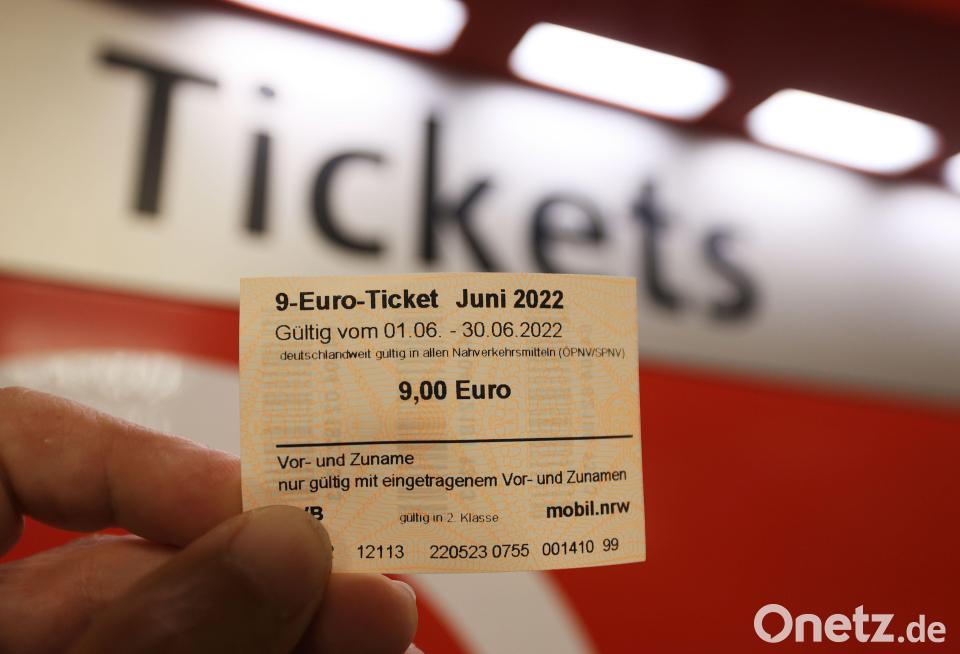 Tickets
9-Euro-Ticket Juni 2022
Gültig vom 01.06. - 30.06.2022
deutschlandweit gültig in allen Nahverkehrsmitteln (ÖPNV/SPNV)
9,00 Euro
Vor- und Zuname
nur gültig mit eingetragenem Vor- und Zunamen
gültig in 2. Klasse mobil.nrw
12113 220523 0755 001410 99
Onetz.de